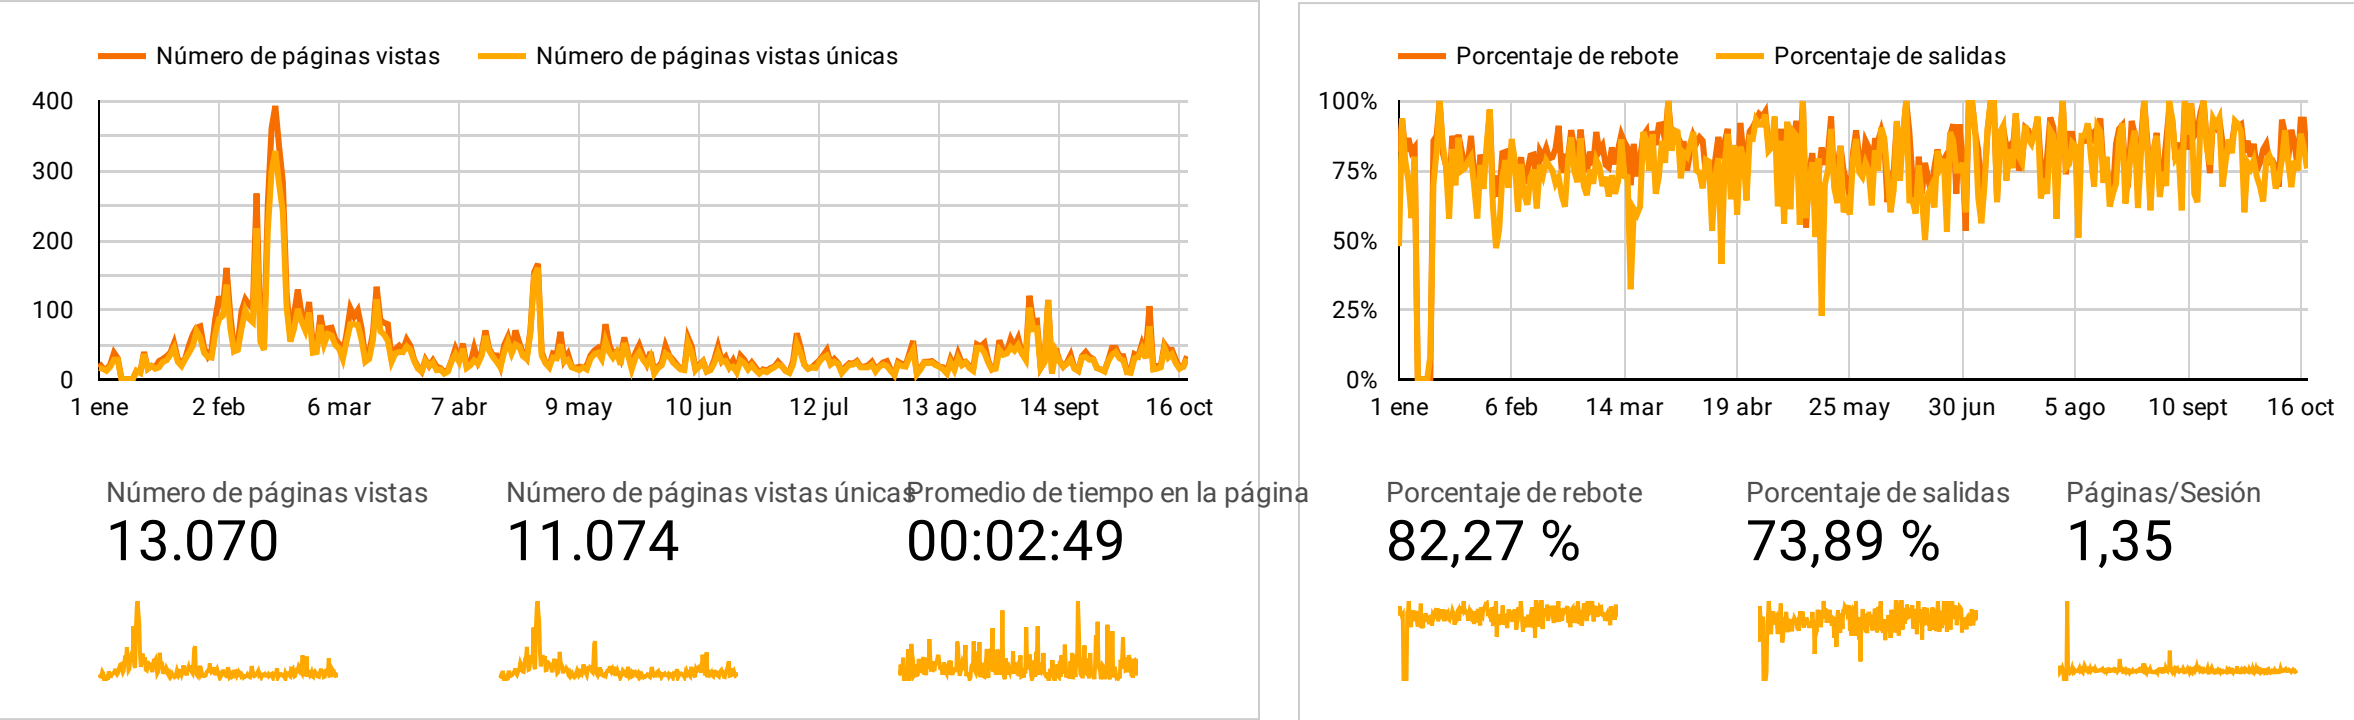 Número de páginas vistas Número de páginas vistas únicas
400
300
200
100
0
1 ene 2 feb 6 mar 7 abr 9 may 10 jun 12 jul 13 ago 14 sept 16 oct
Número de páginas vistas Número de páginas vistas únicas Promedio de tiempo en la página
13.070 11.074 00:02:49
Porcentaje de rebote Porcentaje de salidas
100%
75%
50%
25%
0%
1 ene 6 feb 14 mar 19 abr 25 may 30 jun 5 ago 10 sept 16 oct
Porcentaje de rebote Porcentaje de salidas Páginas/Sesión
82,27 % 73,89 % 1,35